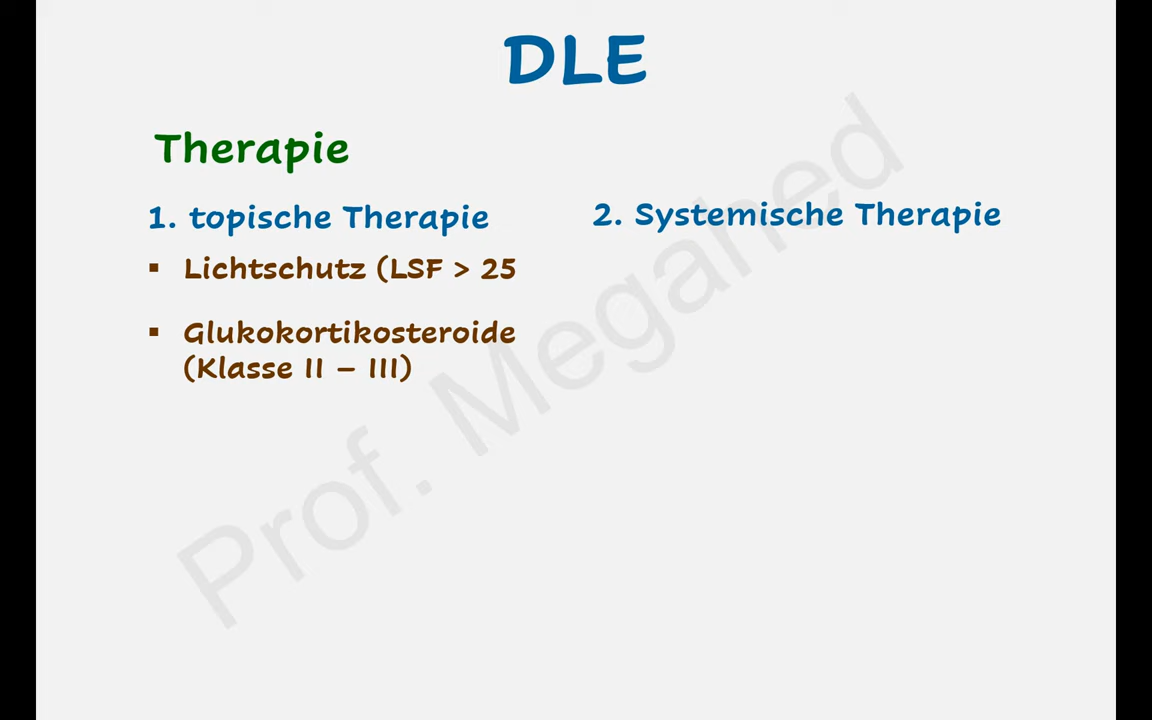 DLE
Therapie
1. topische Therapie
▪ Lichtschutz (LSF > 25
▪ Glukokortikosteroide
(Klasse II – III)
2. Systemische Therapie
Prof. Megahed